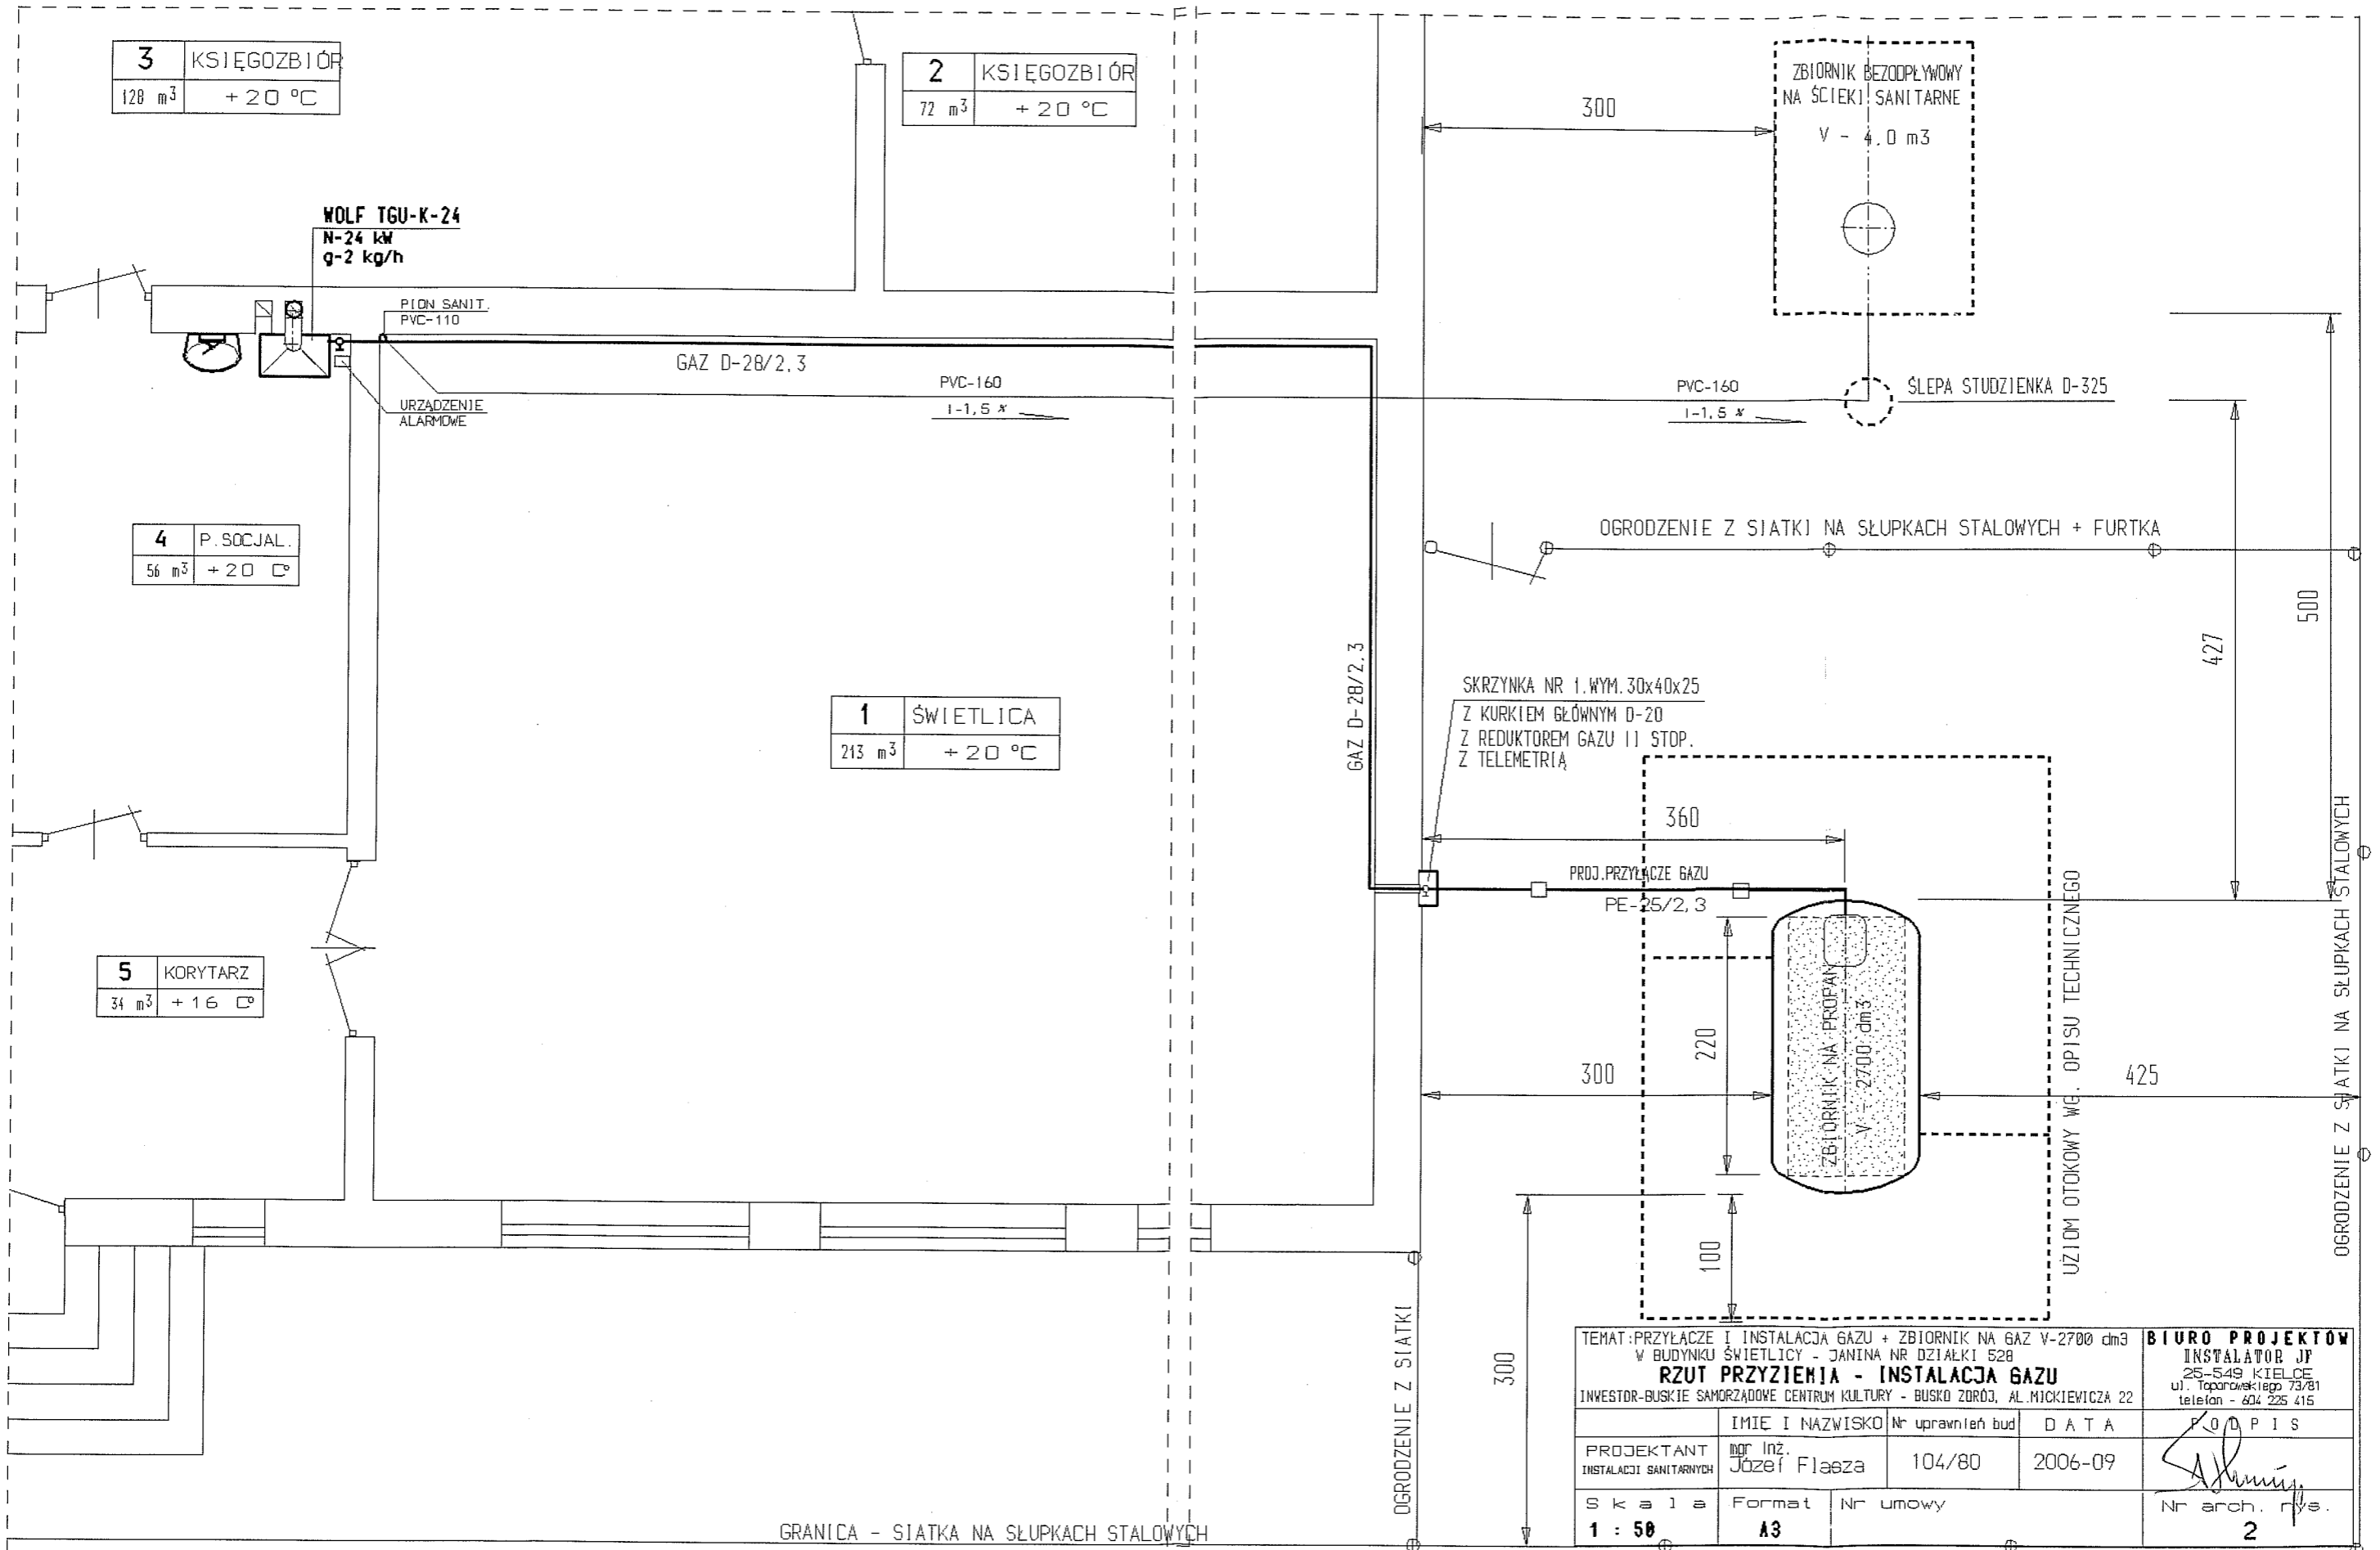 3 KSIĘGOZBIÓR
128 m³ +20 °C
2 KSIĘGOZBIÓR
72 m³ +20 °C
ZBIORNIK BEZODPŁYWOWY
NA ŚCIEKI SANITARNE
V - 4.0 m3
300
WOLF TGU-K-24
N-24 kW
g-2 kg/h
PION SANIT.
PVC-110
GAZ D-28/2,3
URZĄDZENIE
ALARMOWE
PVC-160
I-1,5 %
PVC-160
I-1,5 %
ŚLEPA STUDZIENKA D-325
4 P.SOCJAL.
56 m³ +20 C°
OGRODZENIE Z SIATKI NA SŁUPKACH STALOWYCH + FURTKA
500
427
GAZ D-28/2.3
1 ŚWIETLICA
213 m³ +20 °C
SKRZYNKA NR 1.WYM.30x40x25
Z KURKIEM GŁÓWNYM D-20
Z REDUKTOREM GAZU II STOP.
Z TELEMETRIĄ
360
PROJ.PRZYŁĄCZE GAZU
PE-25/2,3
5 KORYTARZ
34 m³ +16 C°
ZBIORNIK NA PROPAN
V - 2700 dm3
220
300
425
100
300
UZIOM OTOKOWY WG. OPISU TECHNICZNEGO
OGRODZENIE Z SIATKI NA SŁUPKACH STALOWYCH
OGRODZENIE Z SIATKI
GRANICA - SIATKA NA SŁUPKACH STALOWYCH
TEMAT:PRZYŁĄCZE I INSTALACJA GAZU + ZBIORNIK NA GAZ V-2700 dm3
W BUDYNKU ŚWIETLICY - JANINA NR DZIAŁKI 528
RZUT PRZYZIEMIA - INSTALACJA GAZU
INWESTOR-BUSKIE SAMORZĄDOWE CENTRUM KULTURY - BUSKO ZDRÓJ, AL.MICKIEWICZA 22
BIURO PROJEKTÓW
INSTALATOR JF
25-549 KIELCE
ul. Toporowskiego 73/81
telefon - 604 225 415
IMIĘ I NAZWISKO Nr uprawnień bud DATA PODPIS
PROJEKTANT
INSTALACJI SANITARNYCH
mgr inż.
Józef Flasza
104/80
2006-09
Skala Format Nr umowy Nr arch. rys.
1 : 50 A3 2